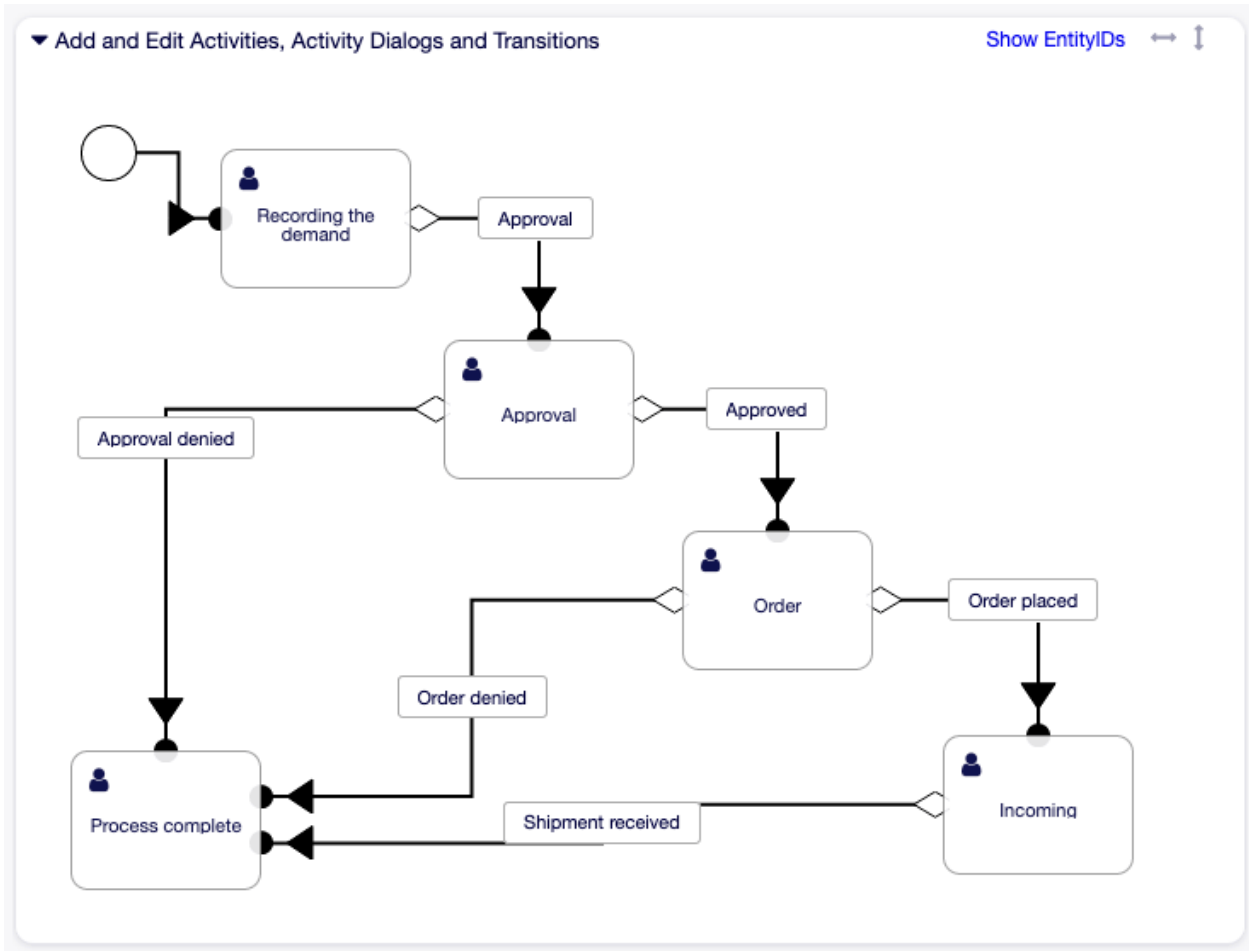 Add and Edit Activities, Activity Dialogs and Transitions
Show EntityIDs
Recording the
demand
Approval
Approval
Approved
Approval denied
Order
Order placed
Order denied
Process complete
Shipment received
Incoming